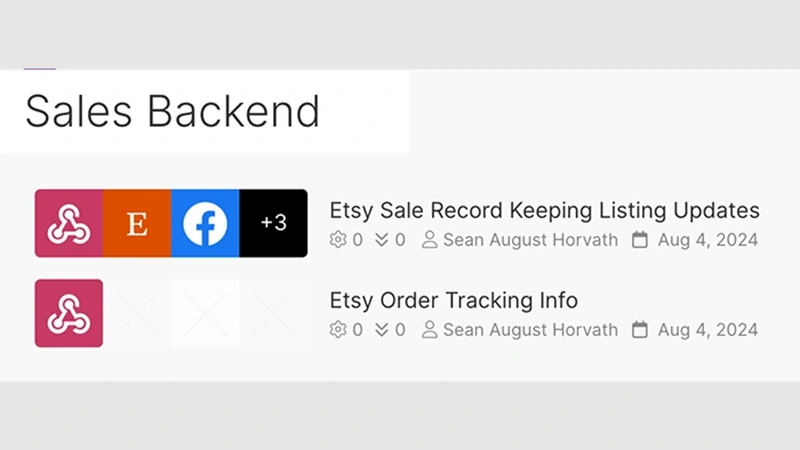 Sales Backend
E
+3
Etsy Sale Record Keeping Listing Updates
0 0 Sean August Horvath Aug 4, 2024
Etsy Order Tracking Info
0 0 Sean August Horvath Aug 4, 2024